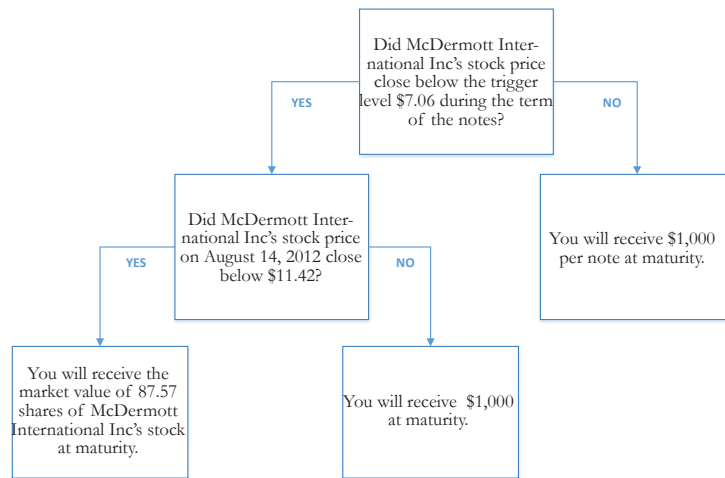 Did McDermott Inter-
national Inc's stock price
close below the trigger
level $7.06 during the term
of the notes?
YES
NO
Did McDermott Inter-
national Inc's stock price
on August 14, 2012 close
below $11.42?
You will receive $1,000
per note at maturity.
YES
NO
You will receive the
market value of 87.57
shares of McDermott
International Inc's stock
at maturity.
You will receive $1,000
at maturity.